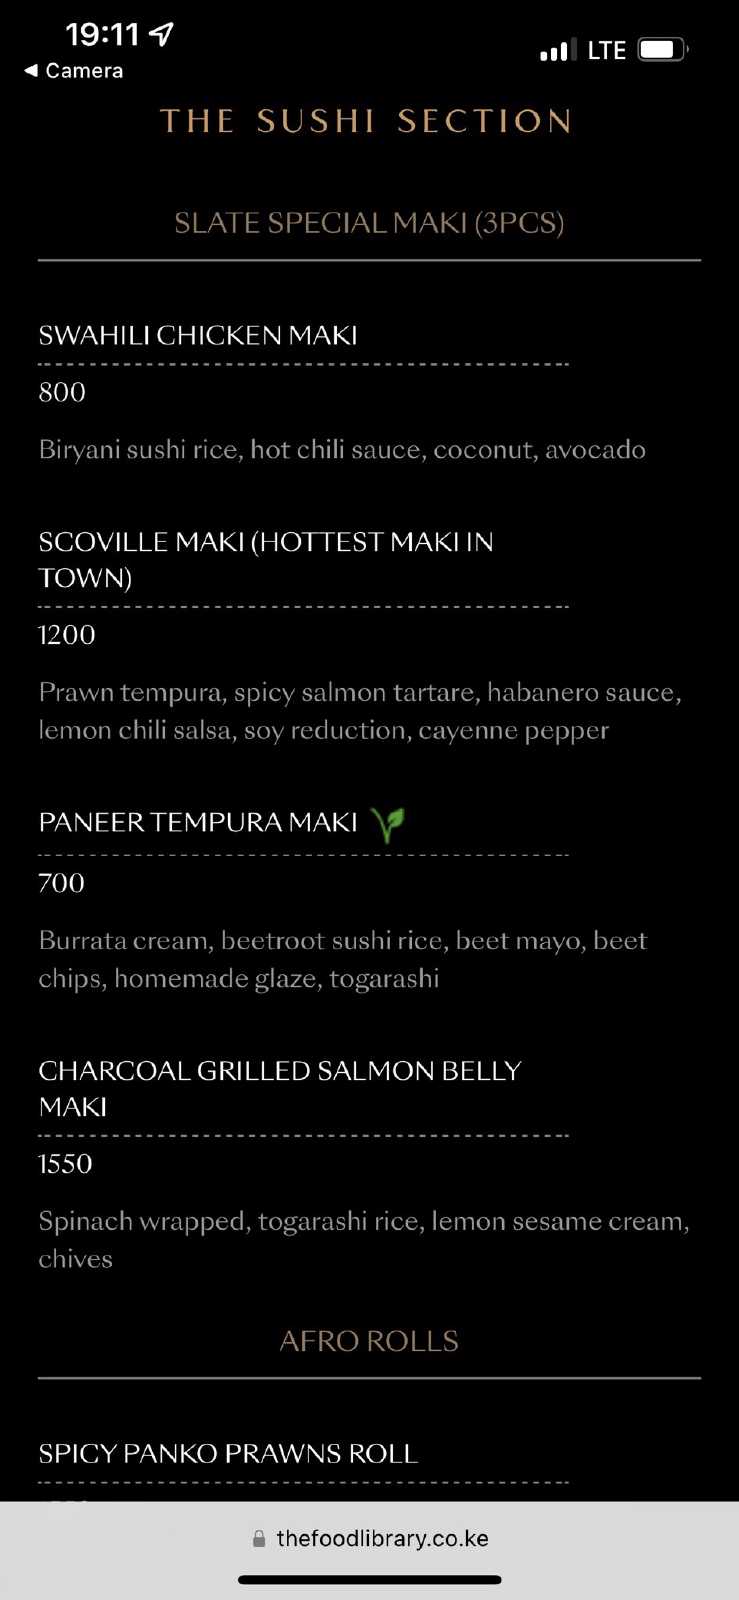 19:11
LTE
Camera
THE SUSHI SECTION
SLATE SPECIAL MAKI (3PCS)
SWAHILI CHICKEN MAKI
800
Biryani sushi rice, hot chili sauce, coconut, avocado
SCOVILLE MAKI (HOTTEST MAKI IN
TOWN)
1200
Prawn tempura, spicy salmon tartare, habanero sauce,
lemon chili salsa, soy reduction, cayenne pepper
PANEER TEMPURA MAKI
700
Burrata cream, beetroot sushi rice, beet mayo, beet
chips, homemade glaze, togarashi
CHARCOAL GRILLED SALMON BELLY
MAKI
1550
Spinach wrapped, togarashi rice, lemon sesame cream,
chives
AFRO ROLLS
SPICY PANKO PRAWNS ROLL
thefoodlibrary.co.ke